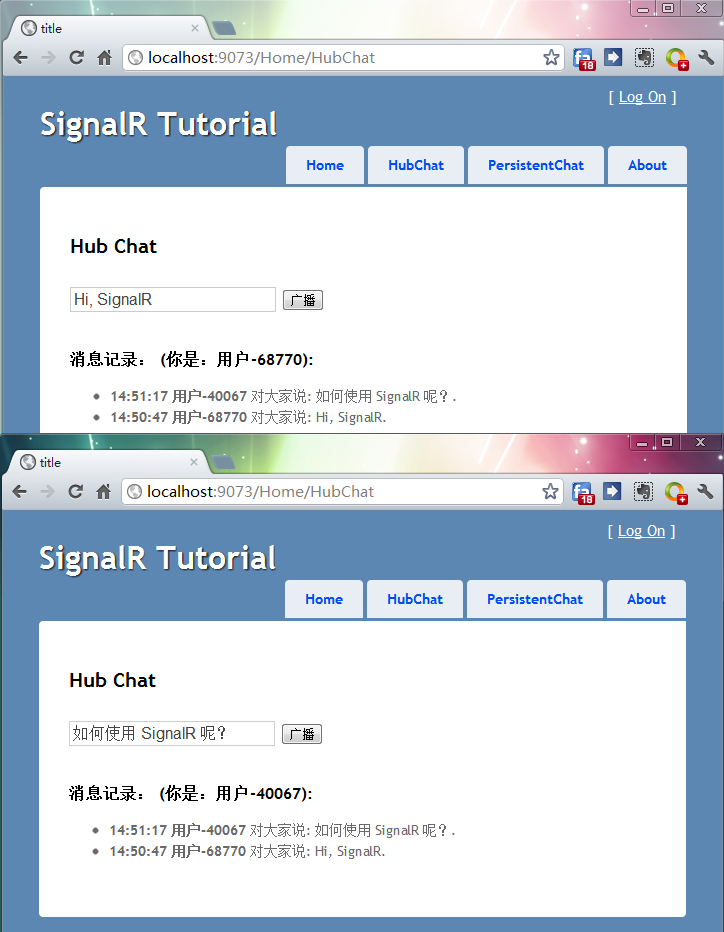 title
localhost:9073/Home/HubChat
18
[ Log On ]
SignalR Tutorial
Home HubChat PersistentChat About
Hub Chat
Hi, SignalR 广播
消息记录： (你是：用户-68770):
14:51:17 用户-40067 对大家说: 如何使用 SignalR 呢？.
14:50:47 用户-68770 对大家说: Hi, SignalR.
title
localhost:9073/Home/HubChat
18
[ Log On ]
SignalR Tutorial
Home HubChat PersistentChat About
Hub Chat
如何使用 SignalR 呢？ 广播
消息记录： (你是：用户-40067):
14:51:17 用户-40067 对大家说: 如何使用 SignalR 呢？.
14:50:47 用户-68770 对大家说: Hi, SignalR.